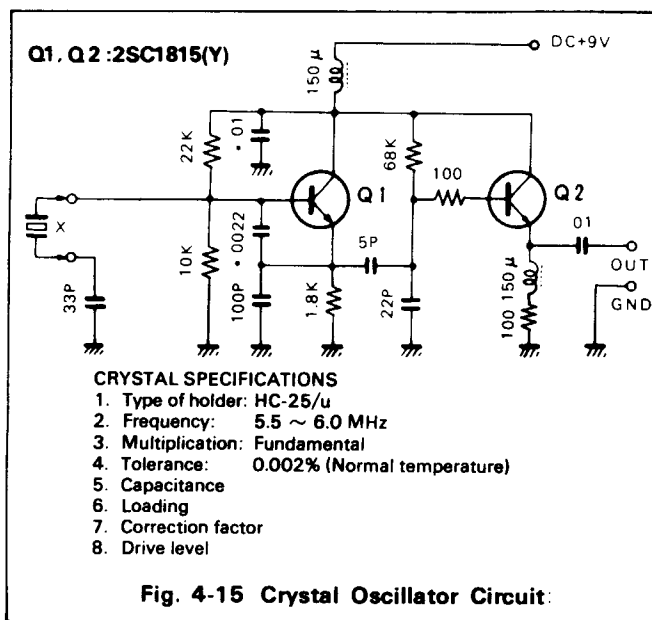 Q1. Q2 :2SC1815(Y)
DC+9V
150μ
.01
22K
68K
100
Q1
Q2
X
.0022
5P
01
OUT
10K
33P
100P
1.8K
22P
150μ
100
GND
CRYSTAL SPECIFICATIONS
1. Type of holder: HC-25/u
2. Frequency: 5.5 ~ 6.0 MHz
3. Multiplication: Fundamental
4. Tolerance: 0.002% (Normal temperature)
5. Capacitance
6. Loading
7. Correction factor
8. Drive level
Fig. 4-15 Crystal Oscillator Circuit